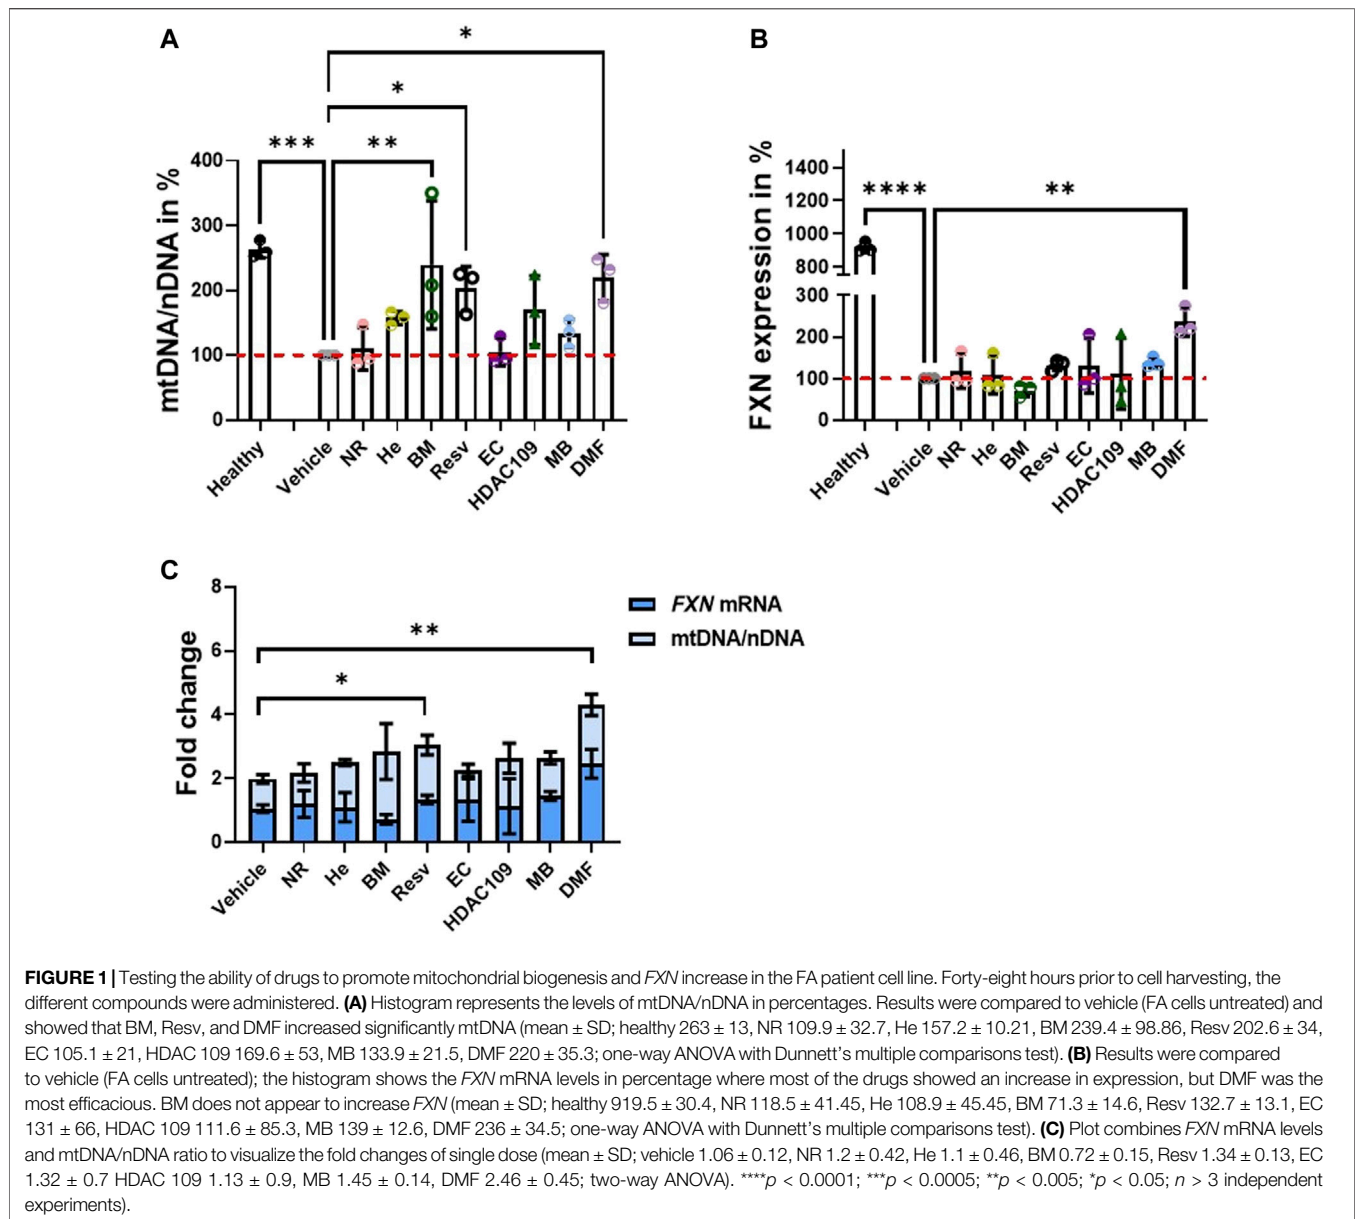 A
*
*
***
**
mtDNA/nDNA in %
400
300
200
100
0
Healthy
Vehicle
NR
He
BM
Resv
EC
HDAC109
MB
DMF
B
****
**
FXN expression in %
1400
1200
1000
800
300
200
100
0
Healthy
Vehicle
NR
He
BM
Resv
EC
HDAC109
MB
DMF
C
**
*
Fold change
8
6
4
2
0
Vehicle
NR
He
BM
Resv
EC
HDAC109
MB
DMF
FXN mRNA
mtDNA/nDNA
FIGURE 1 | Testing the ability of drugs to promote mitochondrial biogenesis and FXN increase in the FA patient cell line. Forty-eight hours prior to cell harvesting, the
different compounds were administered. (A) Histogram represents the levels of mtDNA/nDNA in percentages. Results were compared to vehicle (FA cells untreated) and
showed that BM, Resv, and DMF increased significantly mtDNA (mean ± SD; healthy 263 ± 13, NR 109.9 ± 32.7, He 157.2 ± 10.21, BM 239.4 ± 98.86, Resv 202.6 ± 34,
EC 105.1 ± 21, HDAC 109 169.6 ± 53, MB 133.9 ± 21.5, DMF 220 ± 35.3; one-way ANOVA with Dunnett's multiple comparisons test). (B) Results were compared
to vehicle (FA cells untreated); the histogram shows the FXN mRNA levels in percentage where most of the drugs showed an increase in expression, but DMF was the
most efficacious. BM does not appear to increase FXN (mean ± SD; healthy 919.5 ± 30.4, NR 118.5 ± 41.45, He 108.9 ± 45.45, BM 71.3 ± 14.6, Resv 132.7 ± 13.1, EC
131 ± 66, HDAC 109 111.6 ± 85.3, MB 139 ± 12.6, DMF 236 ± 34.5; one-way ANOVA with Dunnett's multiple comparisons test). (C) Plot combines FXN mRNA levels
and mtDNA/nDNA ratio to visualize the fold changes of single dose (mean ± SD; vehicle 1.06 ± 0.12, NR 1.2 ± 0.42, He 1.1 ± 0.46, BM 0.72 ± 0.15, Resv 1.34 ± 0.13, EC
1.32 ± 0.7 HDAC 109 1.13 ± 0.9, MB 1.45 ± 0.14, DMF 2.46 ± 0.45; two-way ANOVA). ****p < 0.0001; ***p < 0.0005; **p < 0.005; *p < 0.05; n > 3 independent
experiments).